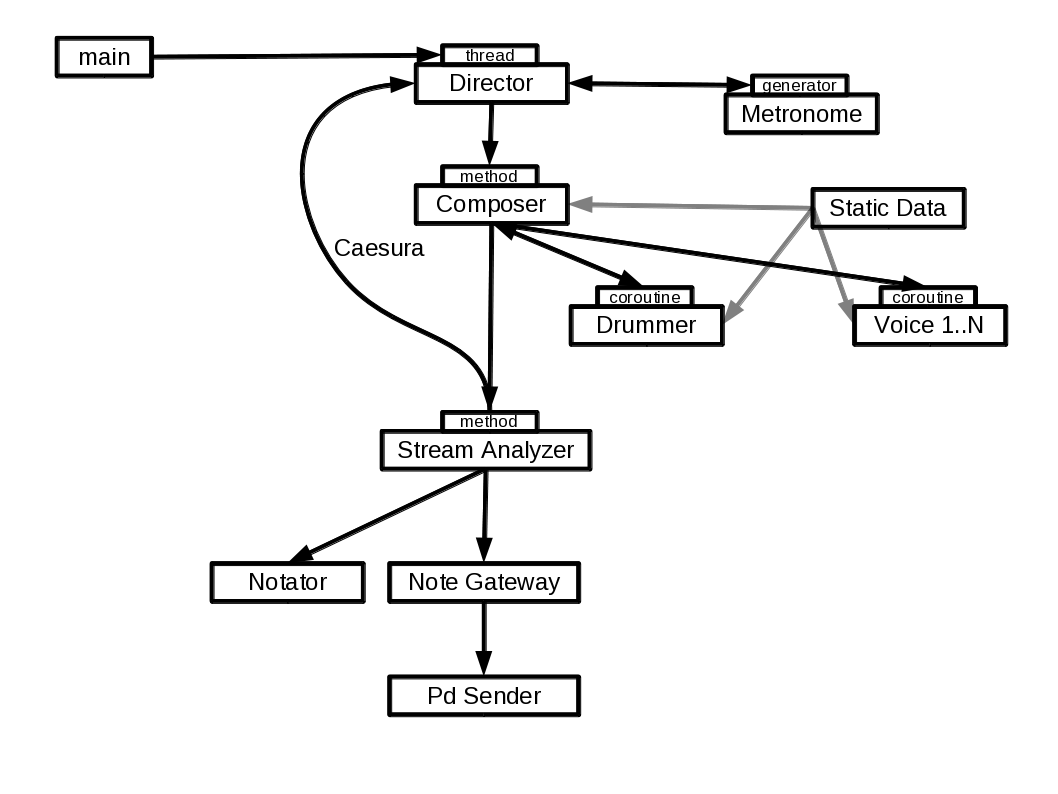 main
thread
Director
generator
Metronome
method
Composer
Static Data
Caesura
coroutine
Drummer
coroutine
Voice 1..N
method
Stream Analyzer
Notator
Note Gateway
Pd Sender